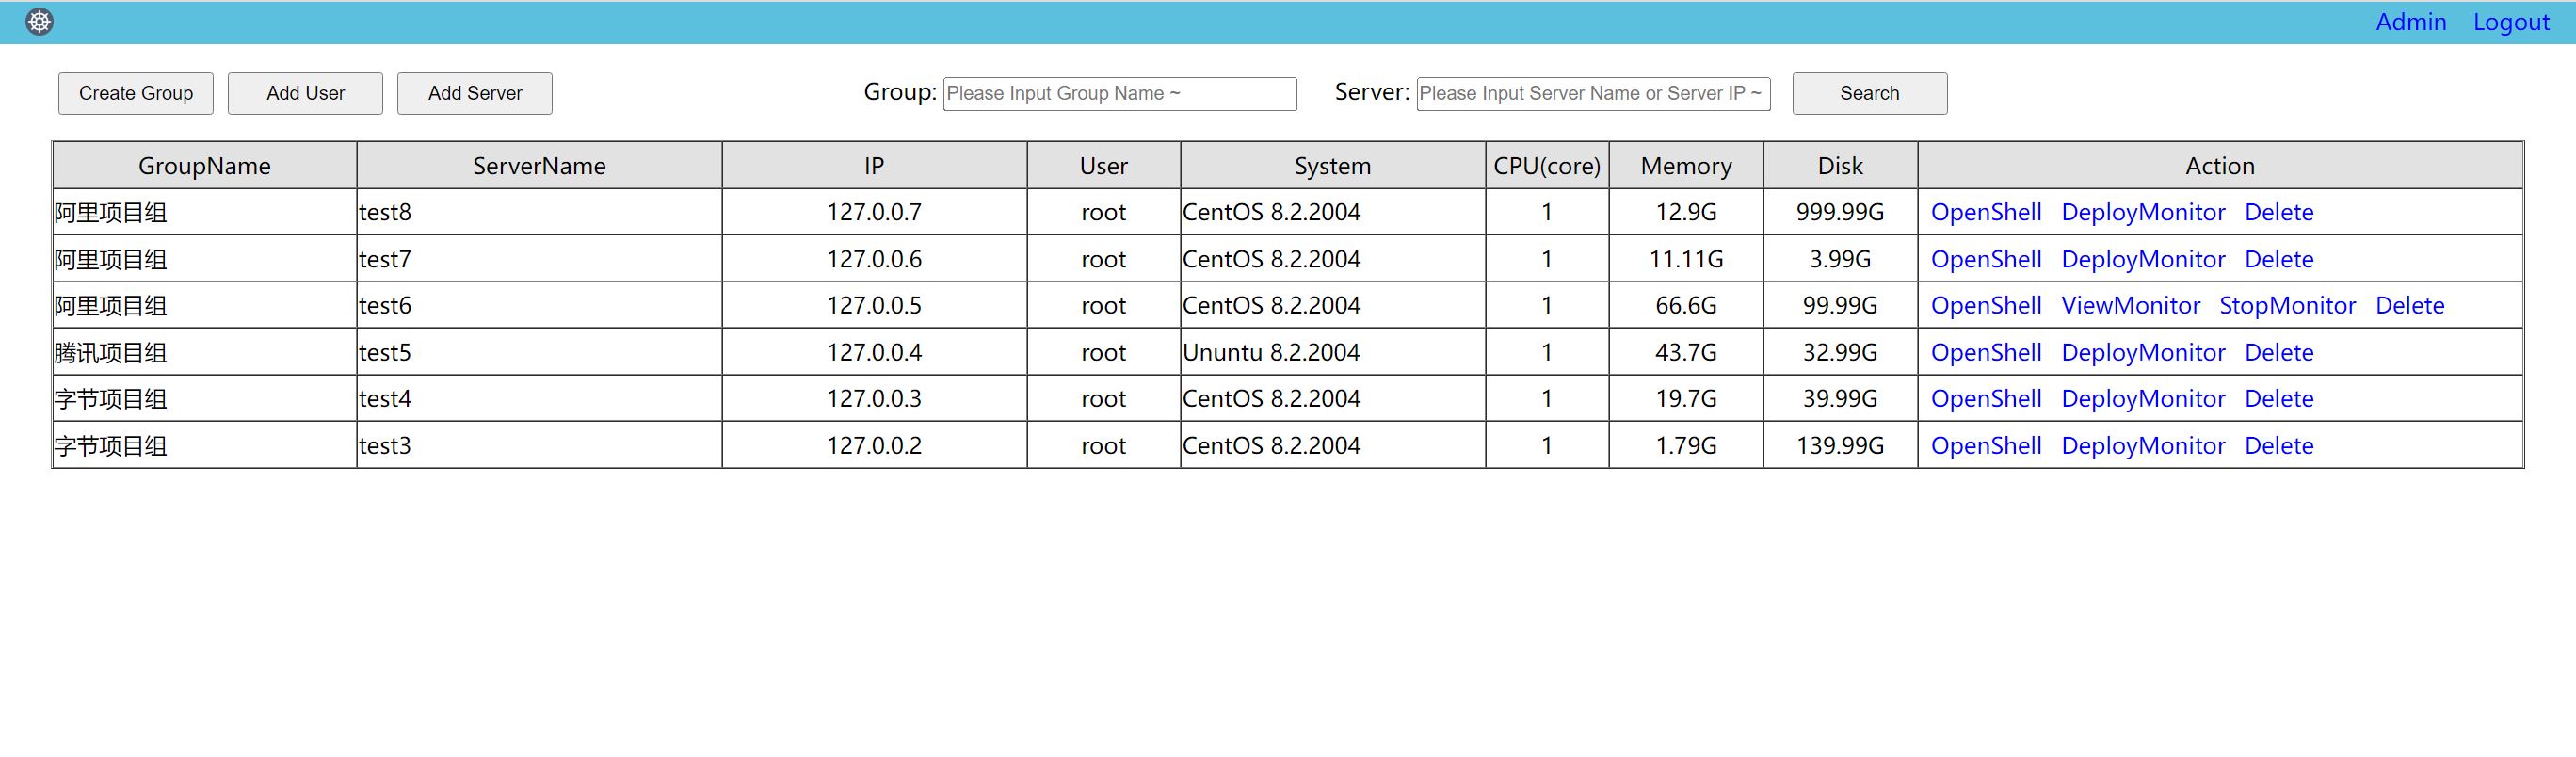 Admin Logout
Create Group Add User Add Server Group: Please Input Group Name ~ Server: Please Input Server Name or Server IP ~ Search
GroupName ServerName IP User System CPU(core) Memory Disk Action
阿里项目组 test8 127.0.0.7 root CentOS 8.2.2004 1 12.9G 999.99G OpenShell DeployMonitor Delete
阿里项目组 test7 127.0.0.6 root CentOS 8.2.2004 1 11.11G 3.99G OpenShell DeployMonitor Delete
阿里项目组 test6 127.0.0.5 root CentOS 8.2.2004 1 66.6G 99.99G OpenShell ViewMonitor StopMonitor Delete
腾讯项目组 test5 127.0.0.4 root Ununtu 8.2.2004 1 43.7G 32.99G OpenShell DeployMonitor Delete
字节项目组 test4 127.0.0.3 root CentOS 8.2.2004 1 19.7G 39.99G OpenShell DeployMonitor Delete
字节项目组 test3 127.0.0.2 root CentOS 8.2.2004 1 1.79G 139.99G OpenShell DeployMonitor Delete